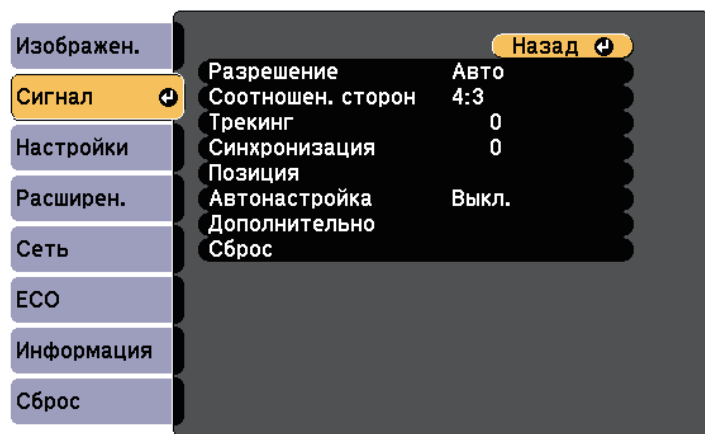 Изображен.
Сигнал
Настройки
Расширен.
Сеть
ECO
Информация
Сброс
Назад
Разрешение Авто
Соотношен. сторон 4:3
Трекинг 0
Синхронизация 0
Позиция
Автонастройка Выкл.
Дополнительно
Сброс